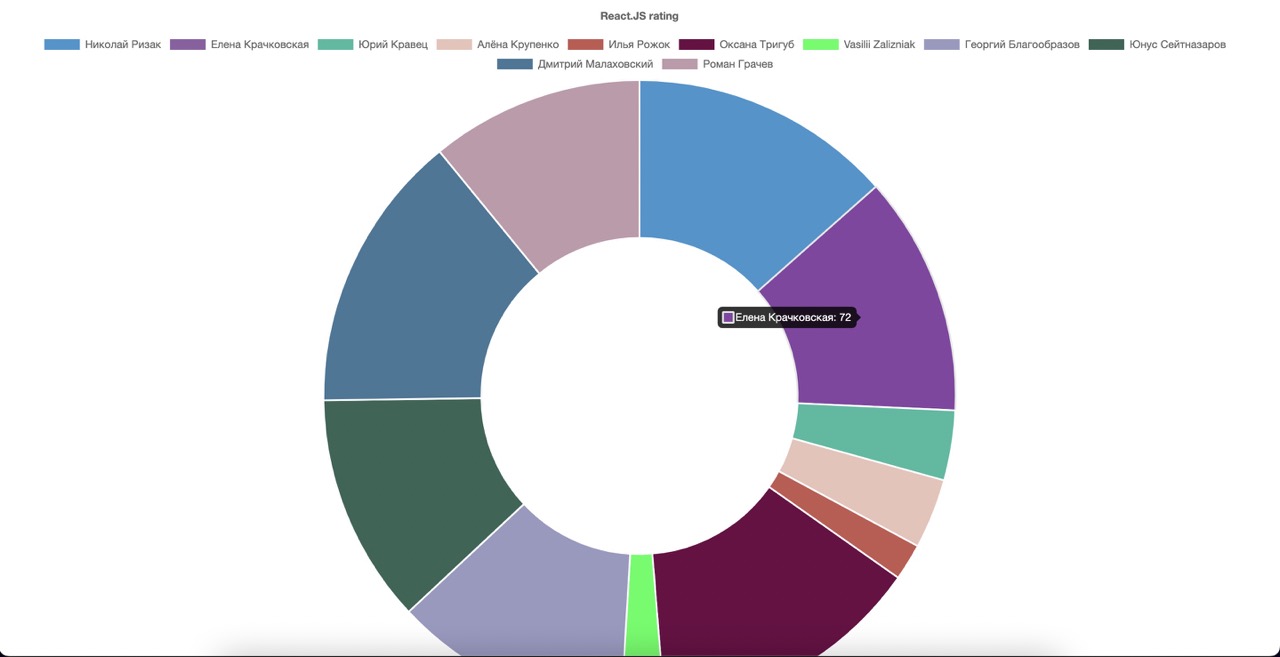 React.JS rating
Николай Ризак Елена Крачковская Юрий Кравец Алёна Крупенко Илья Рожок Оксана Тригуб Vasilii Zalizniak Георгий Благообразов Юнус Сейтназаров
Дмитрий Малаховский Роман Грачев
Елена Крачковская: 72